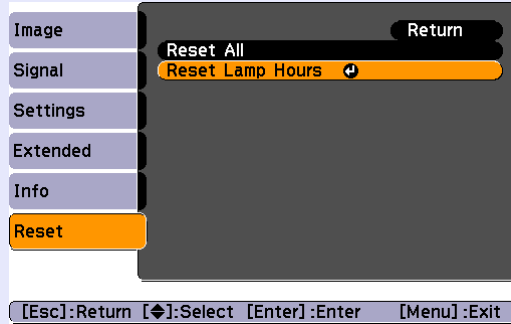 Image
Signal
Settings
Extended
Info
Reset
Return
Reset All
Reset Lamp Hours
[Esc]:Return [◆]:Select [Enter]:Enter [Menu]:Exit